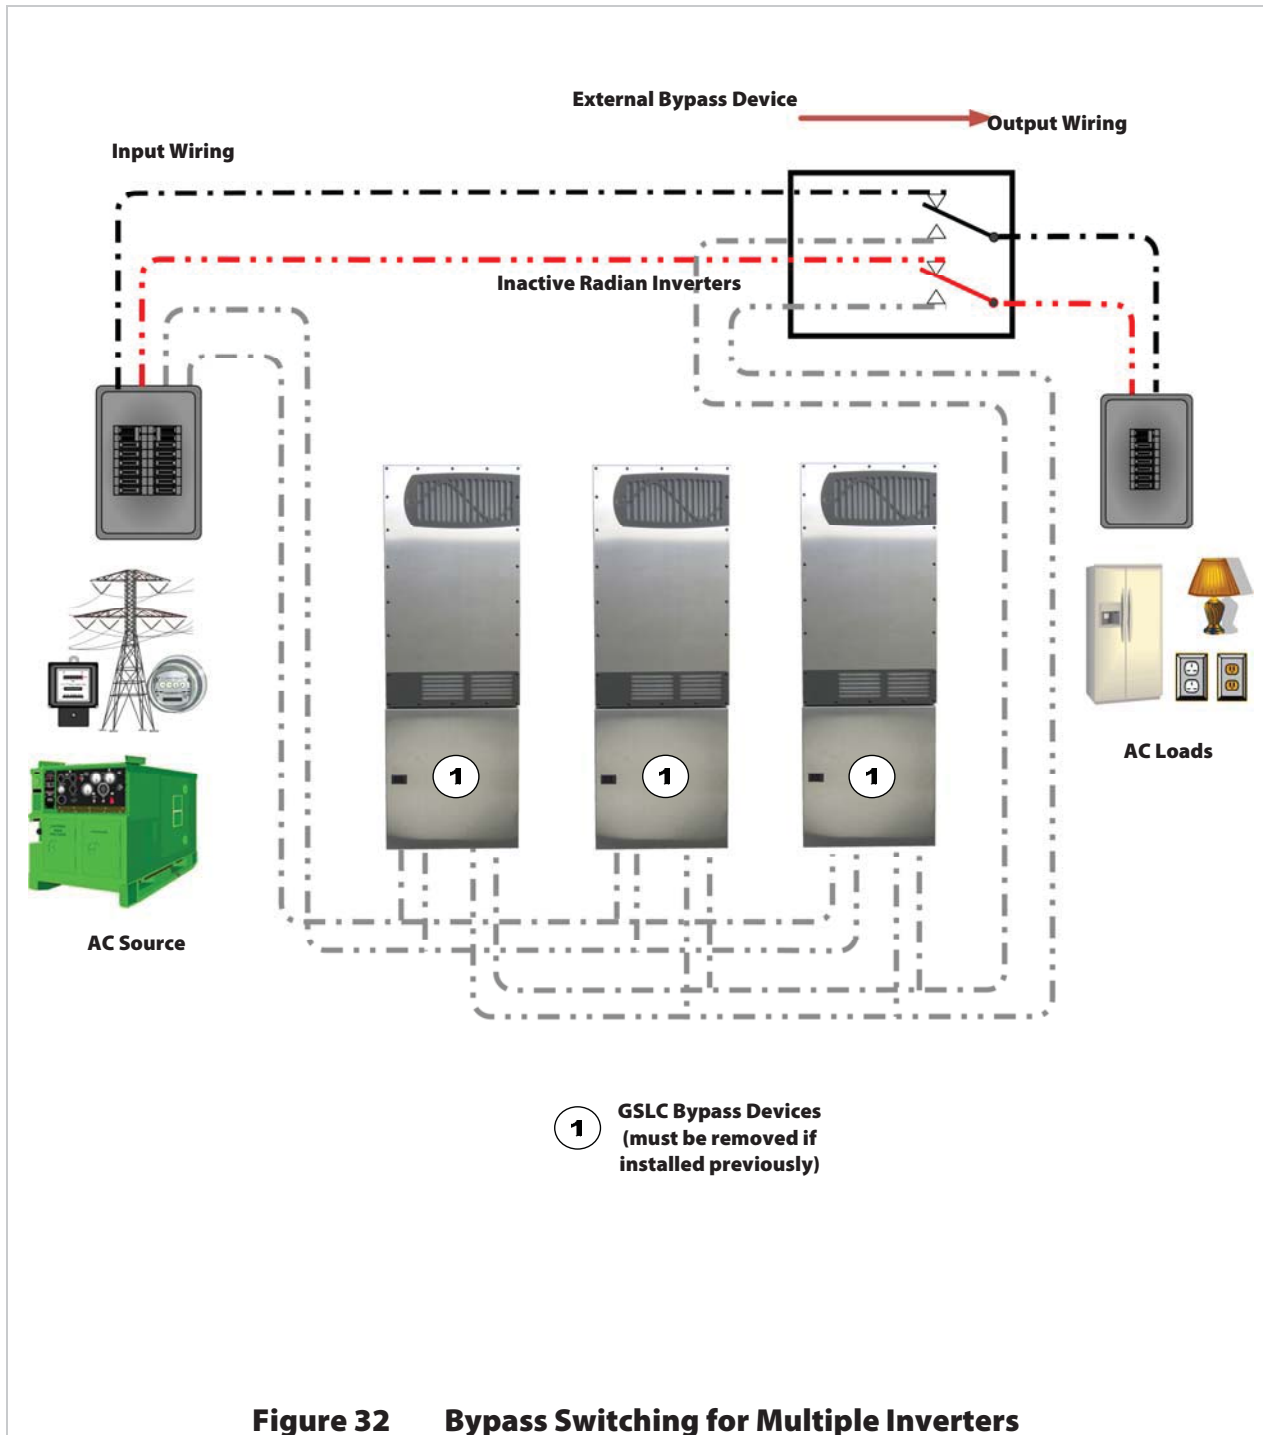 External Bypass Device
Output Wiring
Input Wiring
Inactive Radian Inverters
1
1
1
AC Loads
AC Source
1
GSLC Bypass Devices
(must be removed if
installed previously)
Figure 32 Bypass Switching for Multiple Inverters